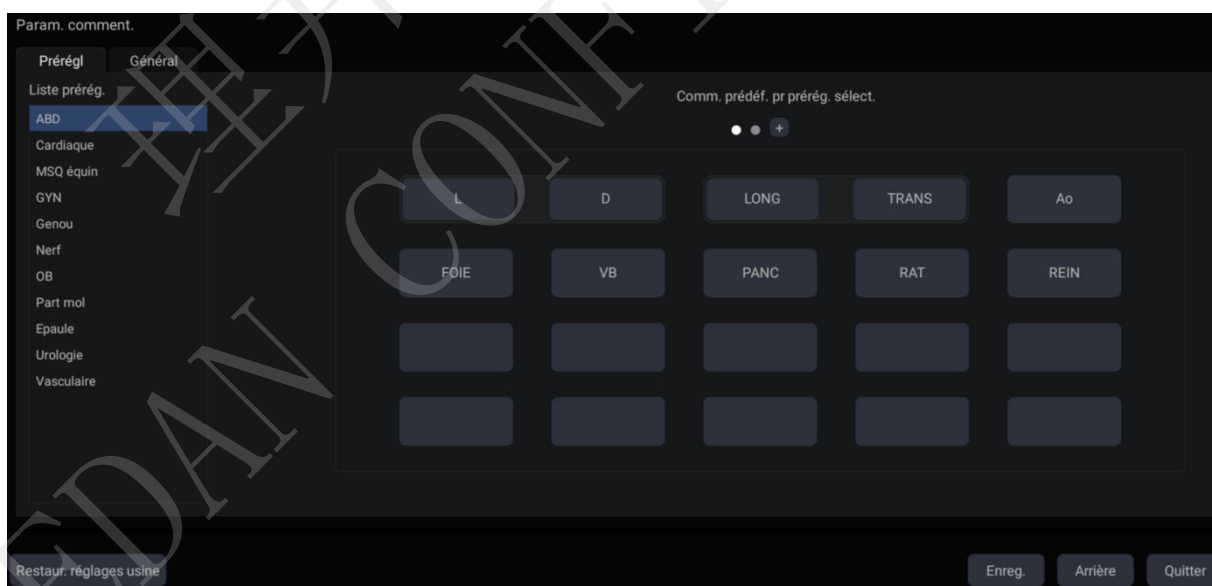 Param. comment.
Prérégl Général
Liste prérég.
Comm. prédéf. pr prérég. sélect.
ABD
Cardiaque
MSQ équin
GYN
Genou
Nerf
OB
Part mol
Epaule
Urologie
Vasculaire
+
L D LONG TRANS Ao
FOIE VB PANC RAT REIN
Restaur. réglages usine
Enreg. Arrière Quitter
EDAN CONF